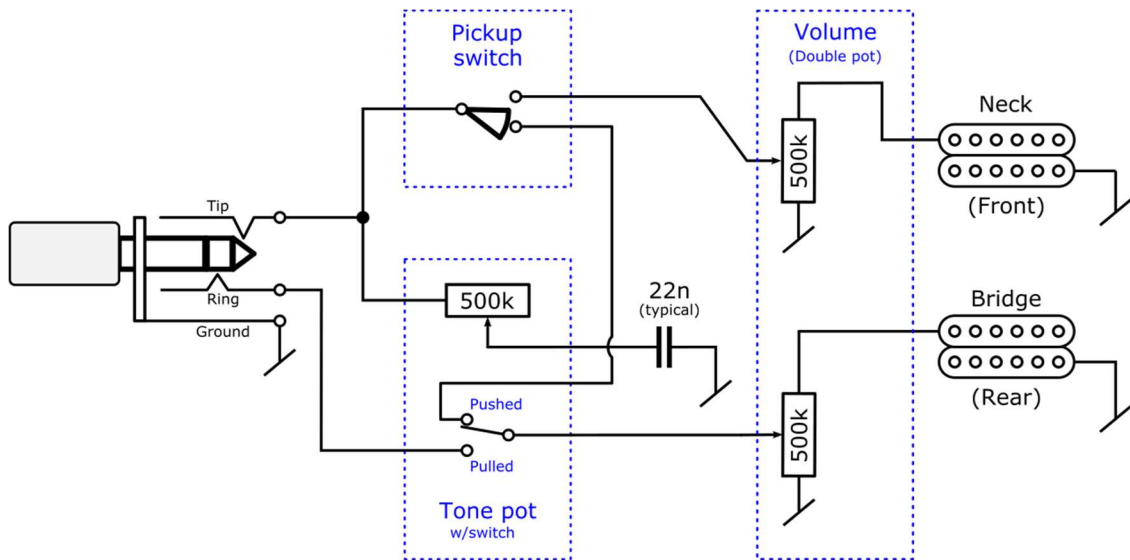 Pickup
switch
Volume
(Double pot)
Neck
500k
(Front)
Tip
Ring
Ground
500k
22n
(typical)
Bridge
500k
(Rear)
Pushed
Pulled
Tone pot
w/switch